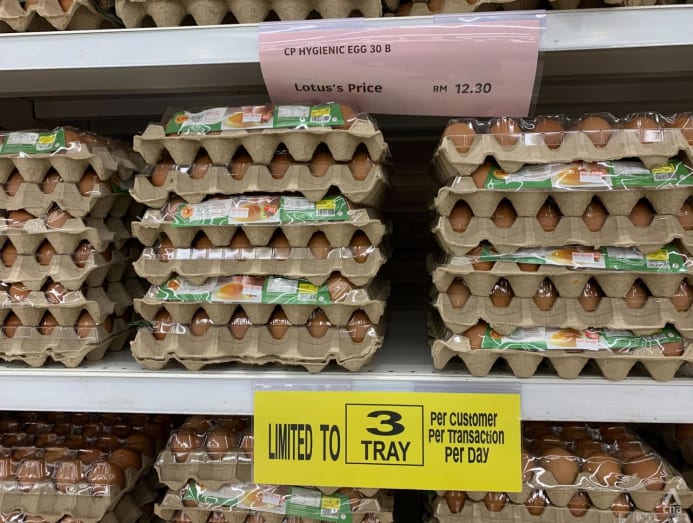 CP HYGIENIC EGG 30 B
Lotus's Price RM 12.30
LIMITED TO
3
TRAY
Per Customer
Per Transaction
Per Day
cna